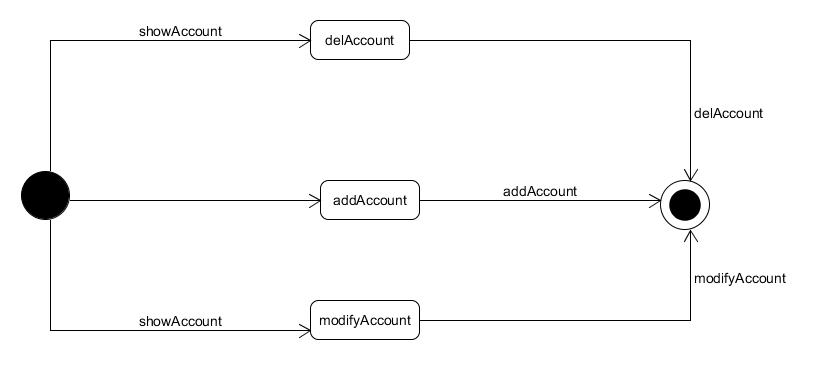 showAccount
delAccount
delAccount
addAccount
addAccount
modifyAccount
showAccount
modifyAccount